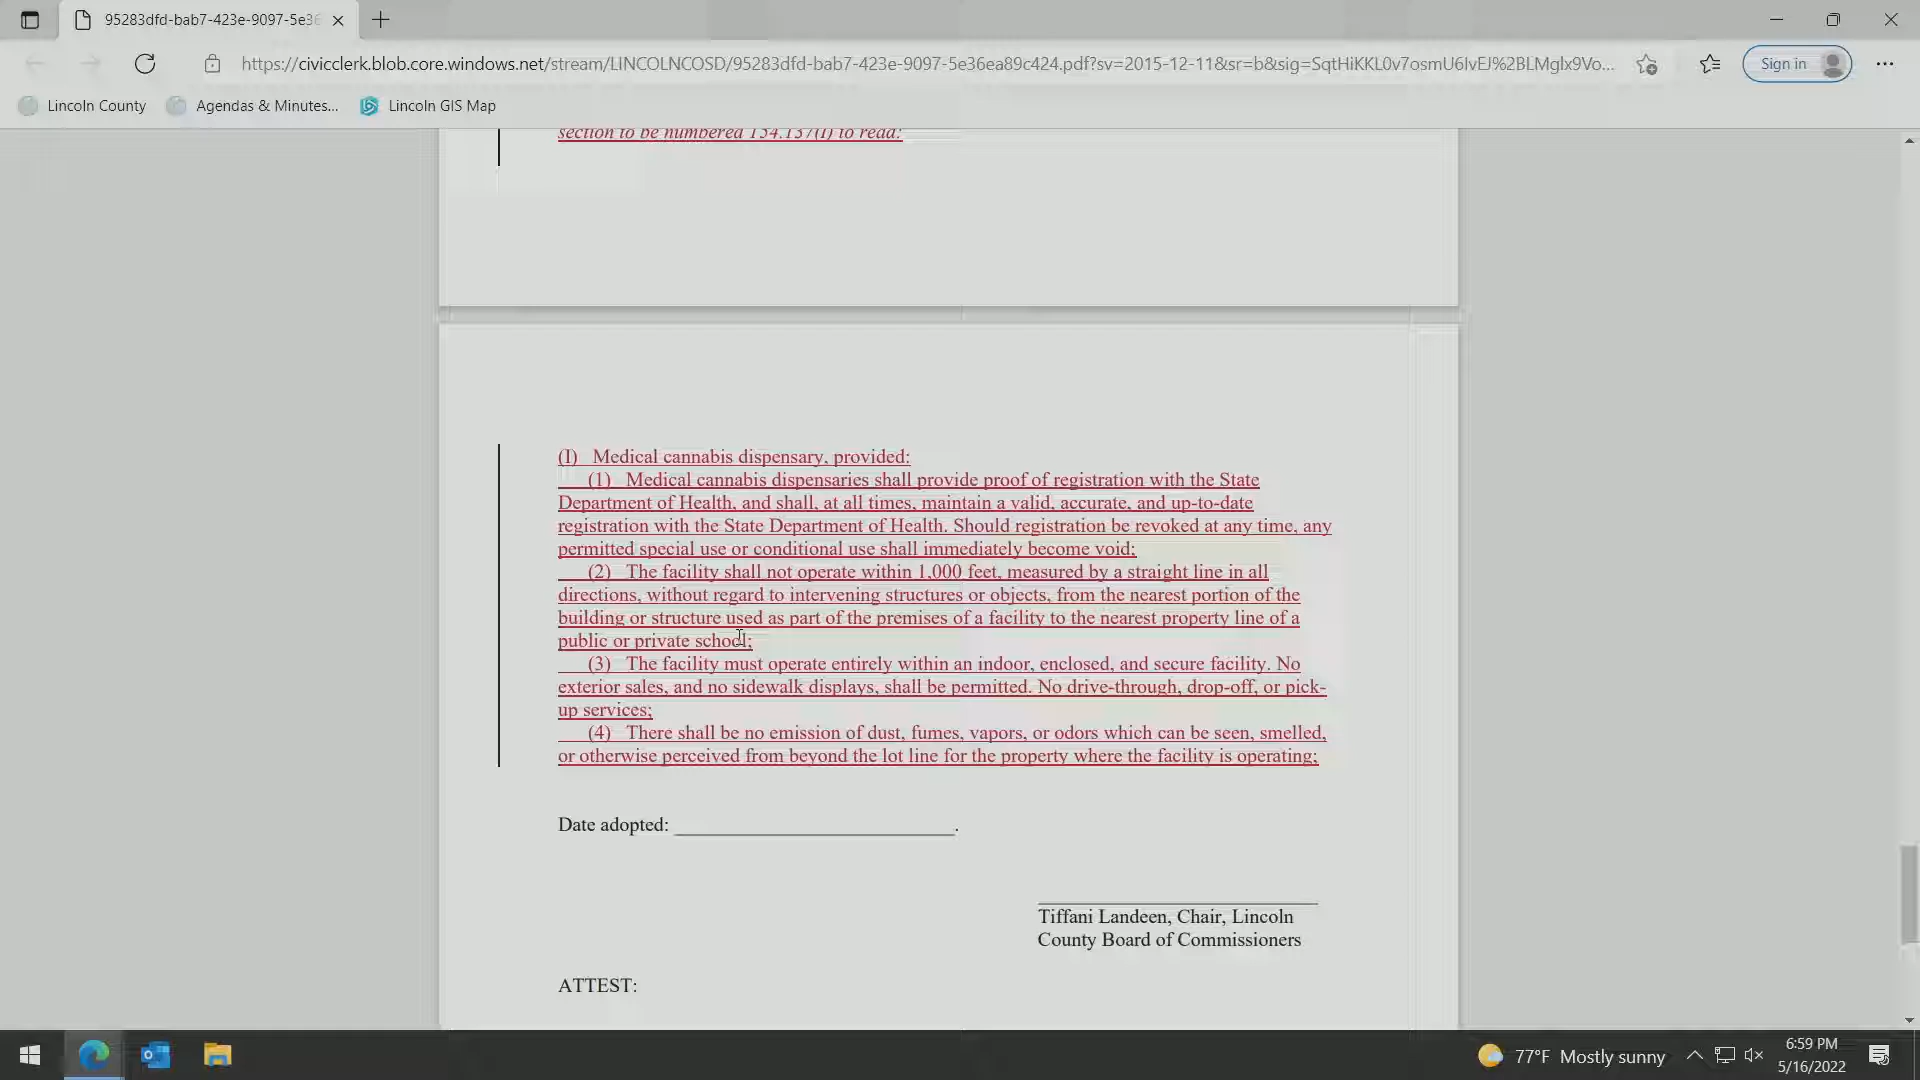 95283dfd-bab7-423e-9097-5e36
https://civicclerk.blob.core.windows.net/stream/LINCOLNCOSD/95283dfd-bab7-423e-9097-5e36ea89c424.pdf?sv=2015-12-11&sr=b&sig=SqtHiKKL0v7osmU6IvEJ%2BLMglx9Vo...
Sign in
Lincoln County
Agendas & Minutes...
Lincoln GIS Map
section to be numbered 154.137(I) to read:
(I) Medical cannabis dispensary, provided:
(1) Medical cannabis dispensaries shall provide proof of registration with the State
Department of Health, and shall, at all times, maintain a valid, accurate, and up-to-date
registration with the State Department of Health. Should registration be revoked at any time, any
permitted special use or conditional use shall immediately become void;
(2) The facility shall not operate within 1,000 feet, measured by a straight line in all
directions, without regard to intervening structures or objects, from the nearest portion of the
building or structure used as part of the premises of a facility to the nearest property line of a
public or private school;
(3) The facility must operate entirely within an indoor, enclosed, and secure facility. No
exterior sales, and no sidewalk displays, shall be permitted. No drive-through, drop-off, or pick-
up services;
(4) There shall be no emission of dust, fumes, vapors, or odors which can be seen, smelled,
or otherwise perceived from beyond the lot line for the property where the facility is operating;
Date adopted: ____________________________.
Tiffani Landeen, Chair, Lincoln
County Board of Commissioners
ATTEST:
77°F Mostly sunny
6:59 PM
5/16/2022